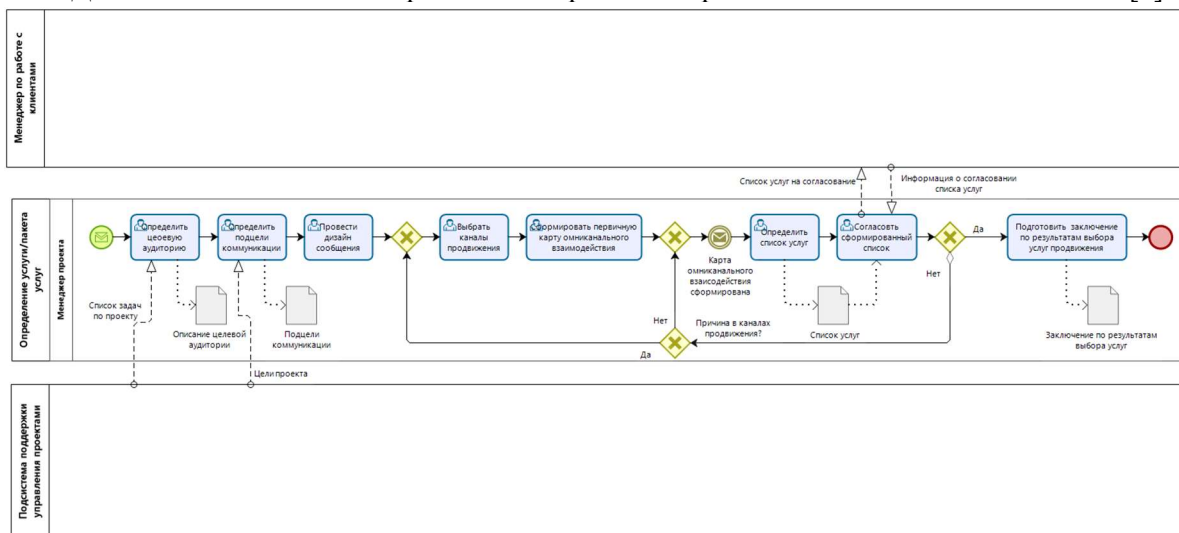 Менеджер по работе с
клиентами
Список услуг на согласование
Информация о согласовании
списка услуг
Определение услуги/пакета
услуг
Менеджер проекта
Определить
цеоевую
аудиторию
Определить
подцели
коммуникации
Провести
дизайн
сообщения
Выбрать
каналы
продвижения
Формировать первичную
карту омниканального
взаимодействия
Карта
омниканального
взаисодействия
сформирована
Определить
список услуг
Согласовть
сформированный
список
Да
Нет
Подготовить заключение
по результатам выбора
услуг продвижения
Список задач
по проекту
Описание целевой
аудитории
Подцели
коммуникации
Нет
Причина в каналах
продвижения?
Да
Список услуг
Заключение по результатам
выбора услуг
Цели проекта
Подсистема поддержки
управления проектами